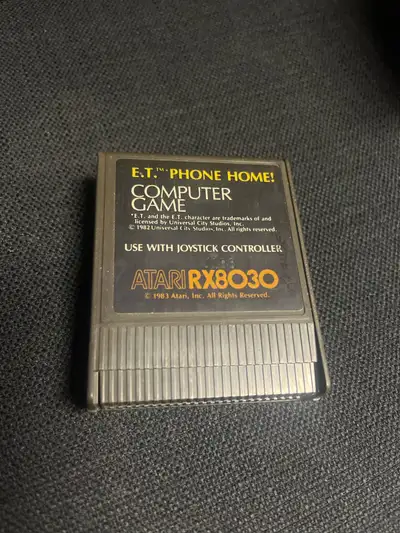 E.T.™* PHONE HOME!
COMPUTER
GAME
*E.T. and the E.T. character are trademarks of and
licensed by Universal City Studios, Inc.
© 1982 Universal City Studios, Inc. All rights reserved.
USE WITH JOYSTICK CONTROLLER
ATARI RX8030
© 1983 Atari, Inc. All Rights Reserved.